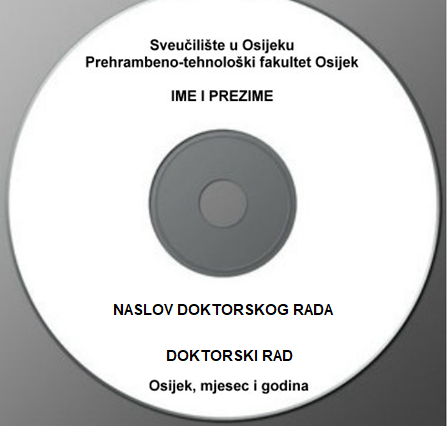 Sveučilište u Osijeku
Prehrambeno-tehnološki fakultet Osijek
IME I PREZIME
NASLOV DOKTORSKOG RADA
DOKTORSKI RAD
Osijek, mjesec i godina